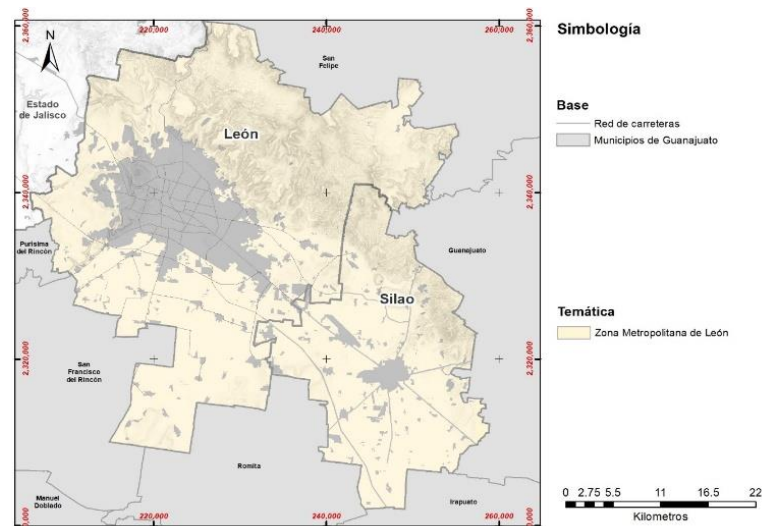 220,000
240,000
260,000
2,360,000
2,360,000
N
San
Felipe
Estado
de Jalisco
León
2,340,000
2,340,000
Purísima
del Rincón
Guanajuato
Silao
2,320,000
2,320,000
San
Francisco
del Rincón
Romita
Manuel
Doblado
Irapuato
220,000
240,000
260,000
Simbología
Base
Red de carreteras
Municipios de Guanajuato
Temática
Zona Metropolitana de León
0 2.75 5.5 11 16.5 22
Kilometros